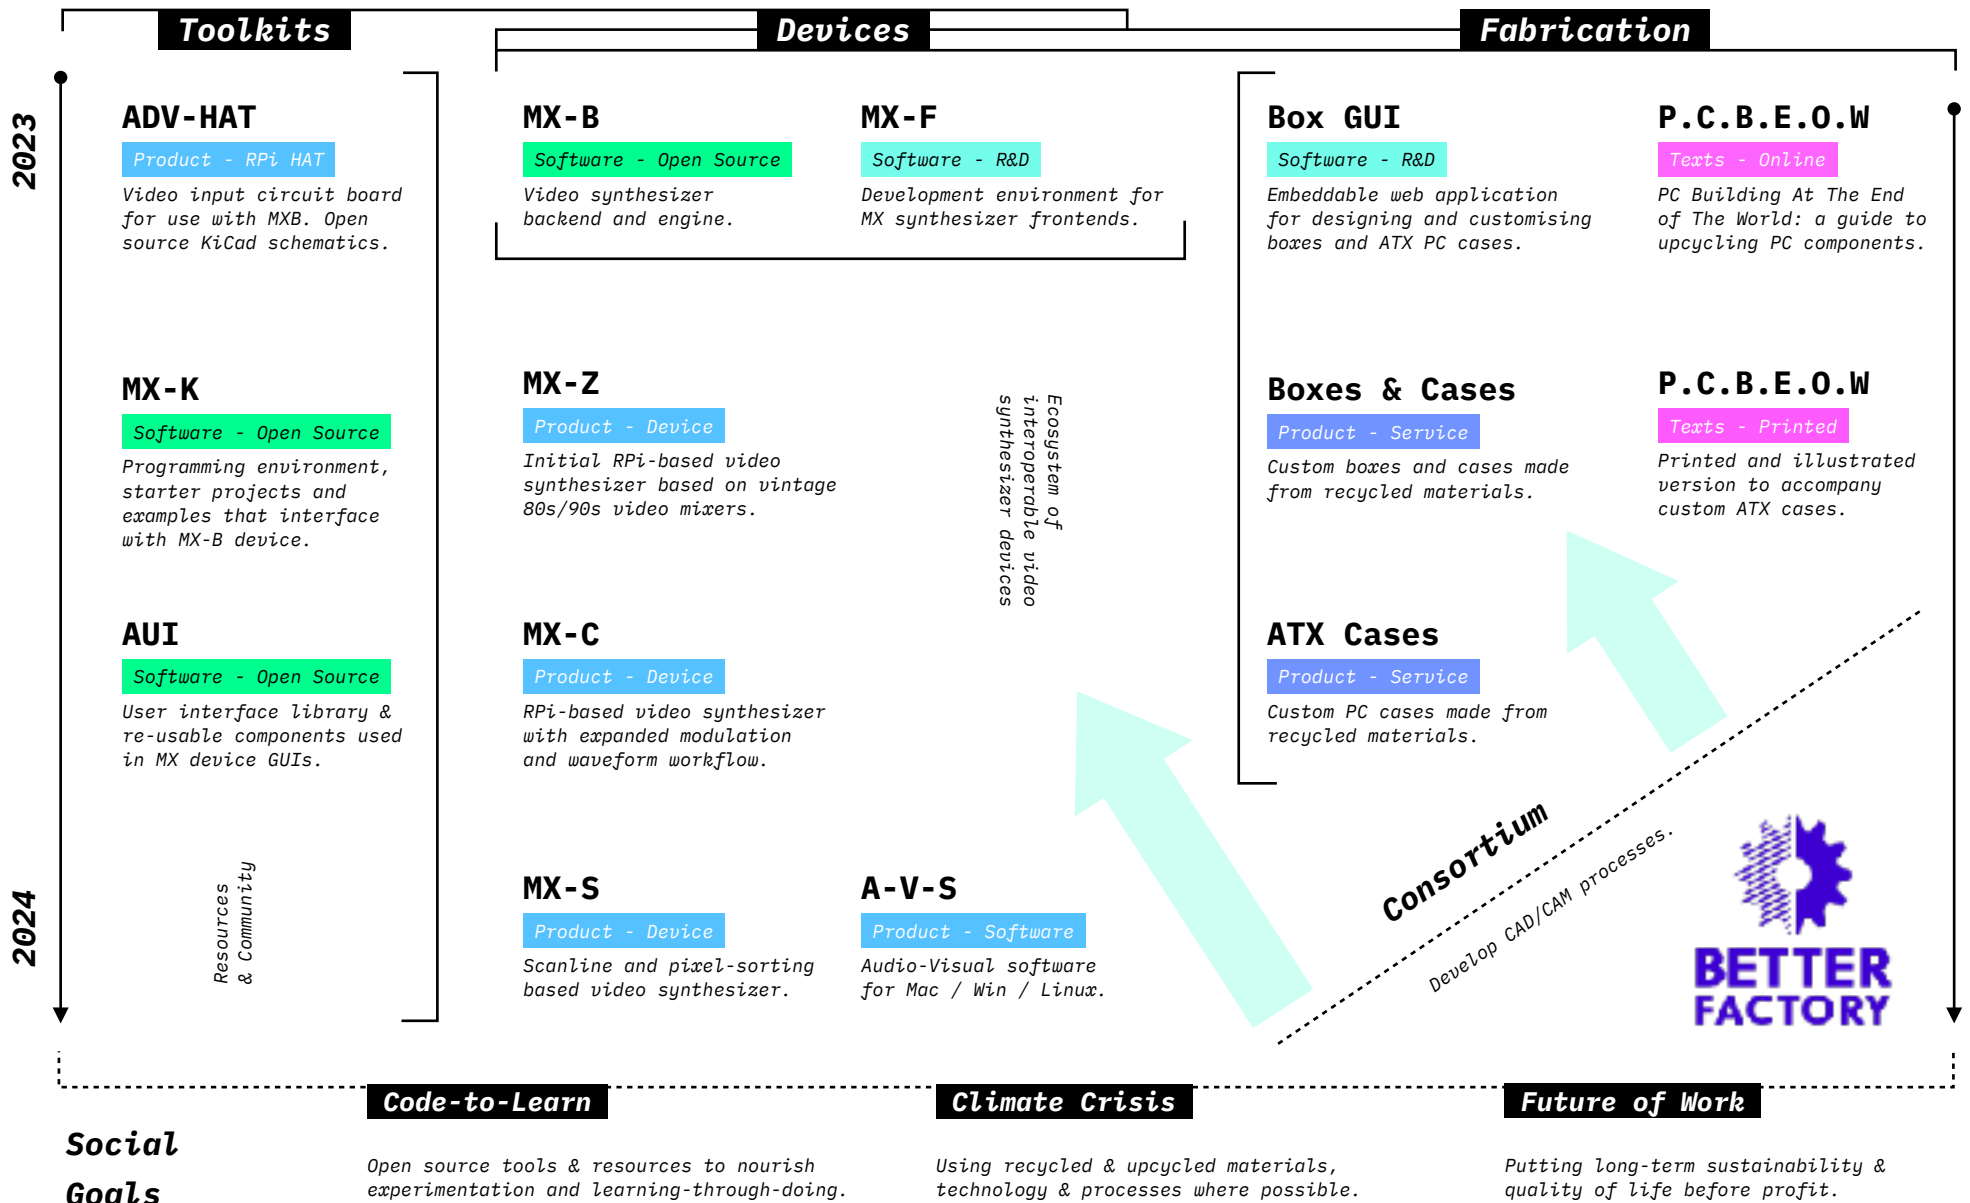 Toolkits
Devices
Fabrication
2023
ADV-HAT
Product - RPi HAT
Video input circuit board
for use with MXB. Open
source KiCad schematics.
MX-B
Software - Open Source
Video synthesizer
backend and engine.
MX-F
Software - R&D
Development environment for
MX synthesizer frontends.
Box GUI
Software - R&D
Embeddable web application
for designing and customising
boxes and ATX PC cases.
P.C.B.E.O.W
Texts - Online
PC Building At The End
of The World: a guide to
upcycling PC components.
MX-K
Software - Open Source
Programming environment,
starter projects and
examples that interface
with MX-B device.
MX-Z
Product - Device
Initial RPi-based video
synthesizer based on vintage
80s/90s video mixers.
Ecosystem of
interoperable video
synthesizer devices
Boxes & Cases
Product - Service
Custom boxes and cases made
from recycled materials.
P.C.B.E.O.W
Texts - Printed
Printed and illustrated
version to accompany
custom ATX cases.
AUI
Software - Open Source
User interface library &
re-usable components used
in MX device GUIs.
MX-C
Product - Device
RPi-based video synthesizer
with expanded modulation
and waveform workflow.
ATX Cases
Product - Service
Custom PC cases made from
recycled materials.
2024
Resources
& Community
MX-S
Product - Device
Scanline and pixel-sorting
based video synthesizer.
A-V-S
Product - Software
Audio-Visual software
for Mac / Win / Linux.
Consortium
Develop CAD/CAM processes.
BETTER
FACTORY
Social
Goals
Code-to-Learn
Open source tools & resources to nourish
experimentation and learning-through-doing.
Climate Crisis
Using recycled & upcycled materials,
technology & processes where possible.
Future of Work
Putting long-term sustainability &
quality of life before profit.